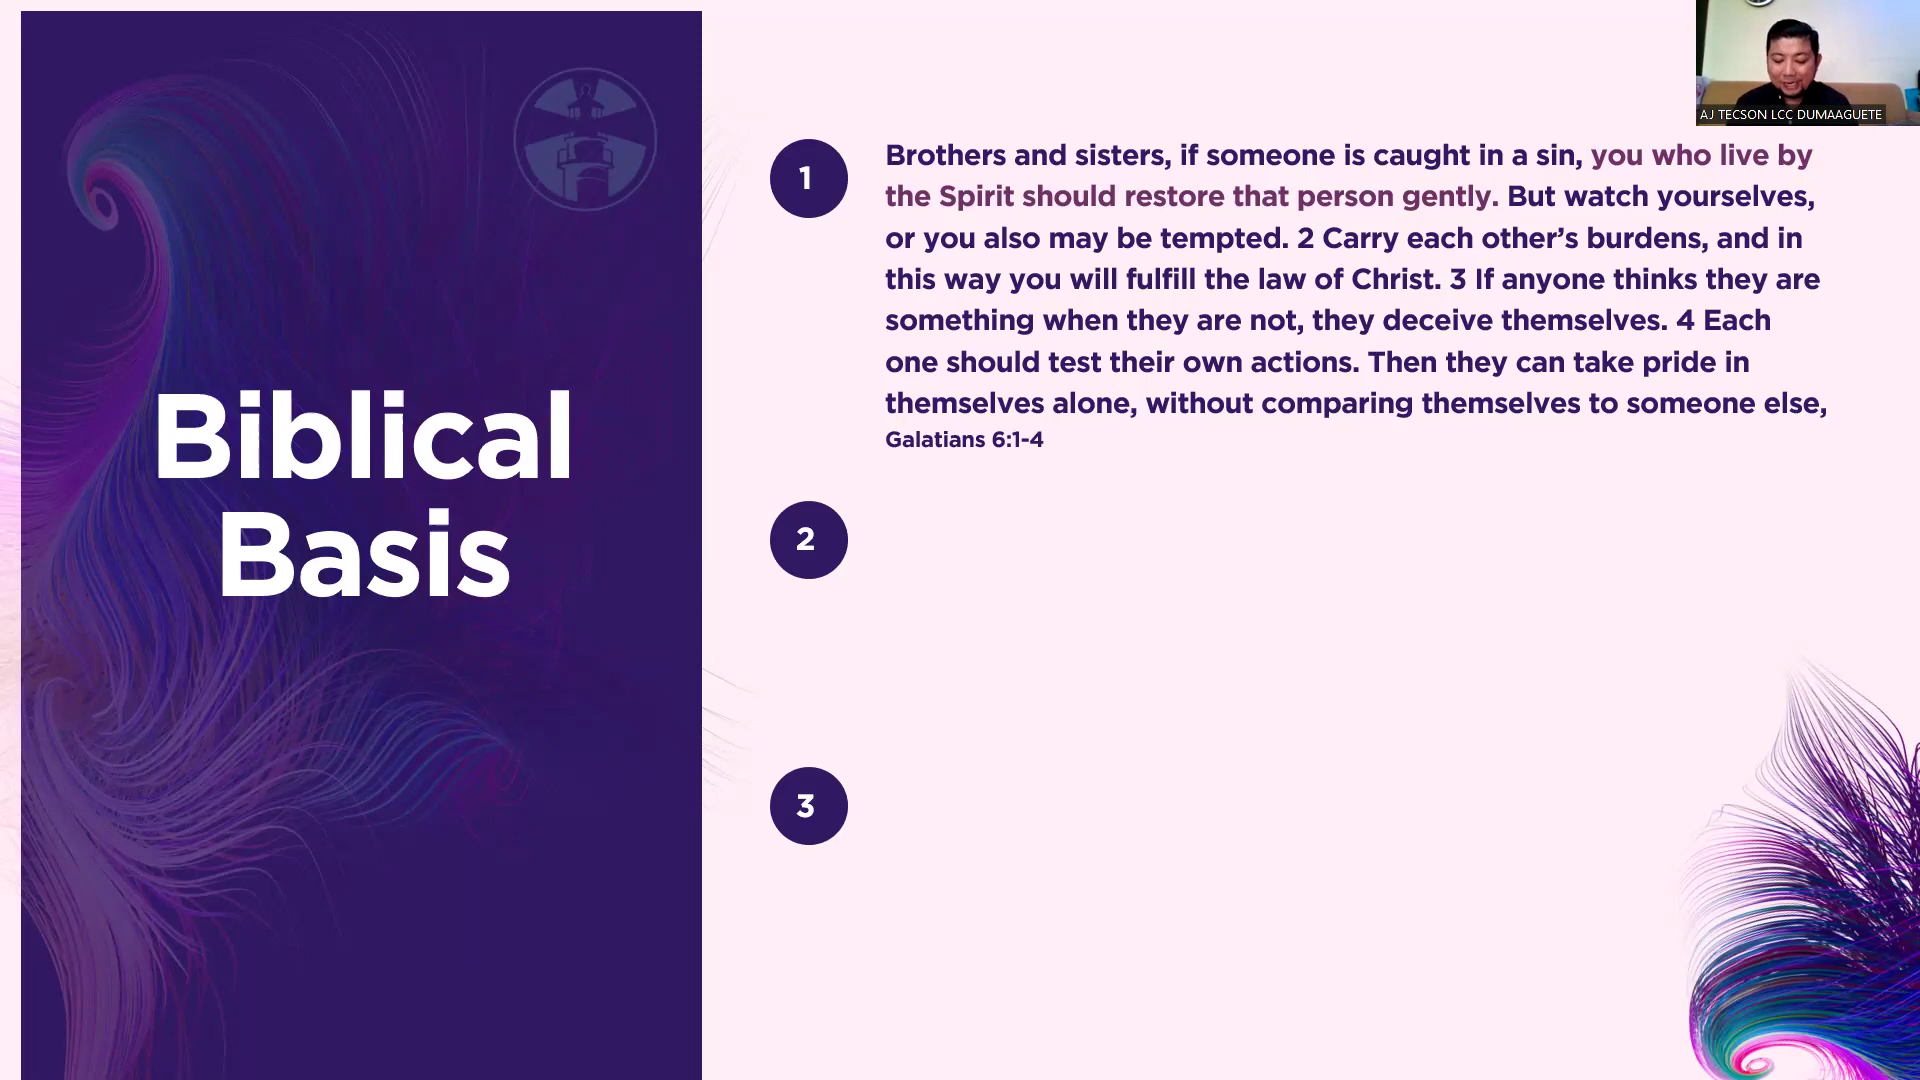 AJ TECSON LCC DUMAAGUETE
Biblical
Basis
1
Brothers and sisters, if someone is caught in a sin, you who live by
the Spirit should restore that person gently. But watch yourselves,
or you also may be tempted. 2 Carry each other’s burdens, and in
this way you will fulfill the law of Christ. 3 If anyone thinks they are
something when they are not, they deceive themselves. 4 Each
one should test their own actions. Then they can take pride in
themselves alone, without comparing themselves to someone else,
Galatians 6:1-4
2
3